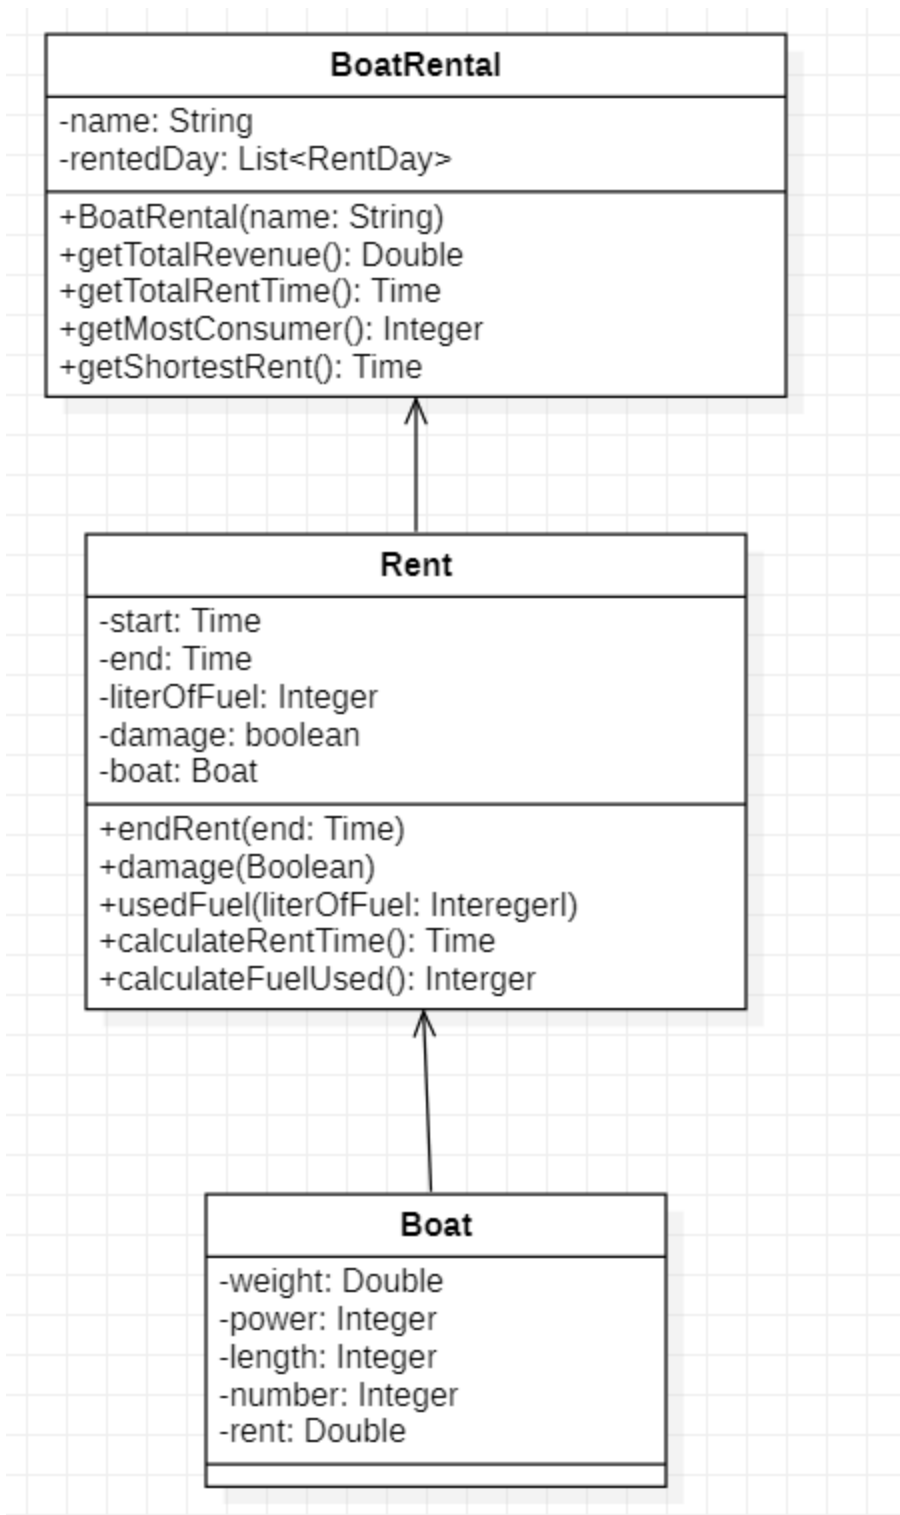 BoatRental
-name: String
-rentedDay: List<RentDay>
+BoatRental(name: String)
+getTotalRevenue(): Double
+getTotalRentTime(): Time
+getMostConsumer(): Integer
+getShortestRent(): Time
Rent
-start: Time
-end: Time
-literOfFuel: Integer
-damage: boolean
-boat: Boat
+endRent(end: Time)
+damage(Boolean)
+usedFuel(literOfFuel: Interegerl)
+calculateRentTime(): Time
+calculateFuelUsed(): Interger
Boat
-weight: Double
-power: Integer
-length: Integer
-number: Integer
-rent: Double